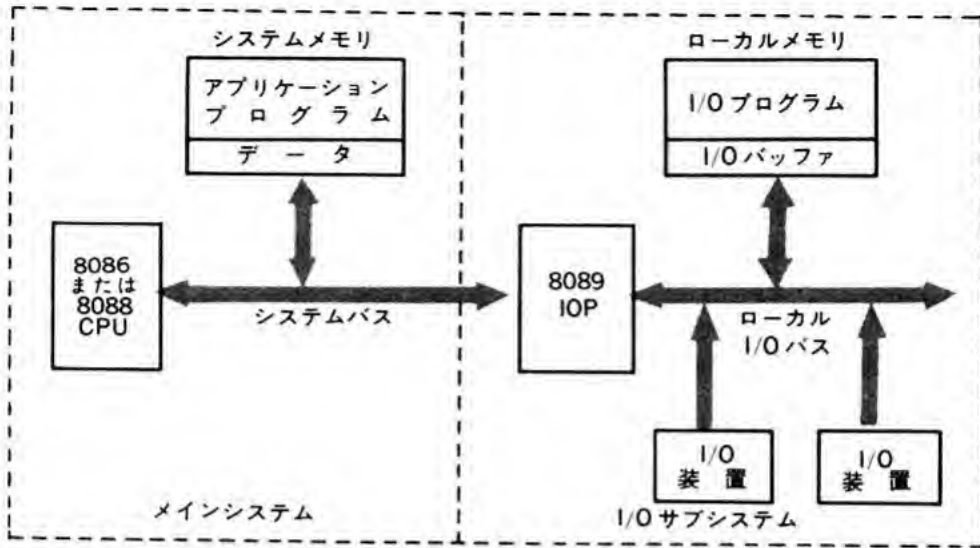 システムメモリ
アプリケーション
プログラム
データ
8086
または
8088
CPU
システムバス
メインシステム
ローカルメモリ
I/Oプログラム
I/Oバッファ
8089
IOP
ローカル
I/Oバス
I/O
装置
I/O
装置
I/Oサブシステム